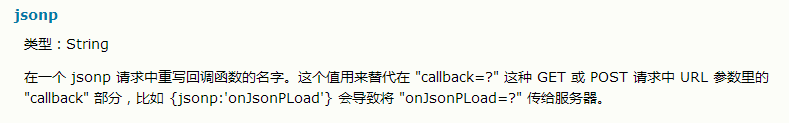 jsonp
类型：String
在一个 jsonp 请求中重写回调函数的名字。这个值用来替代在 "callback=?" 这种 GET 或 POST 请求中 URL 参数里的
"callback" 部分，比如 {jsonp:'onJsonPLoad'} 会导致将 "onJsonPLoad=?" 传给服务器。